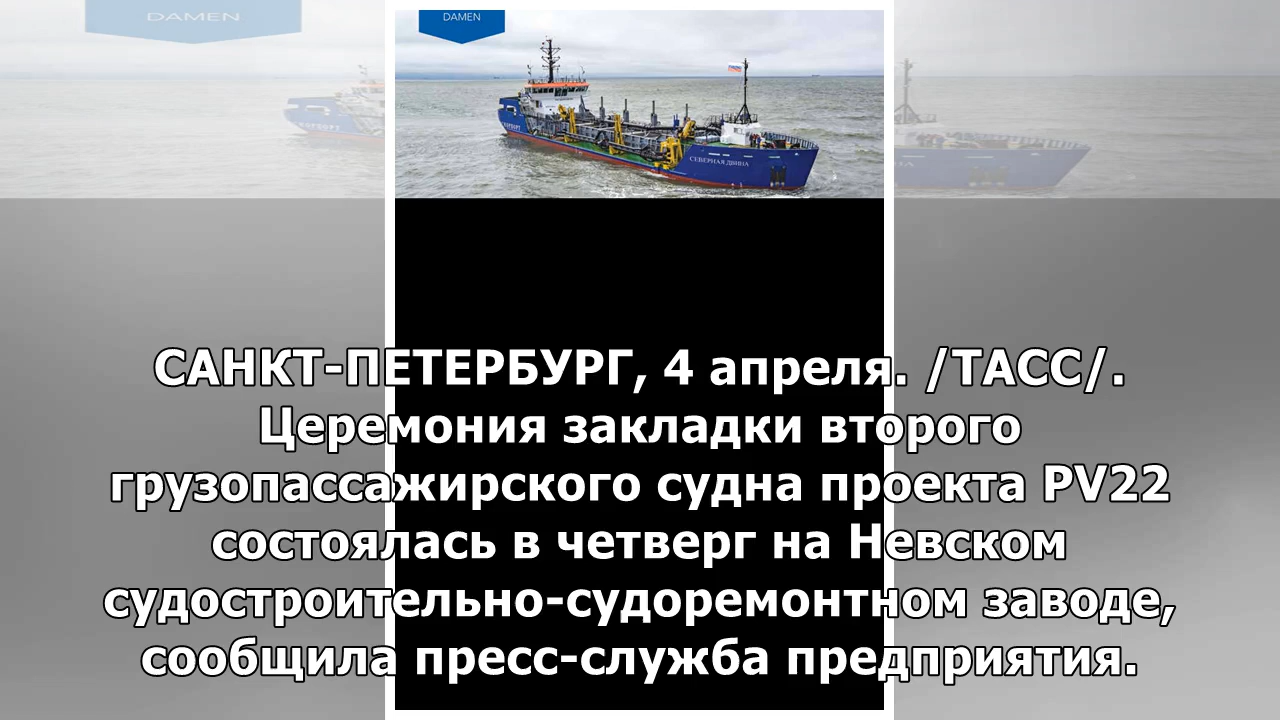 DAMEN
DAMEN
СЕВЕРНАЯ ДВИНА
САНКТ-ПЕТЕРБУРГ, 4 апреля. /ТАСС/.
Церемония закладки второго
грузопассажирского судна проекта PV22
состоялась в четверг на Невском
судостроительно-судоремонтном заводе,
сообщила пресс-служба предприятия.